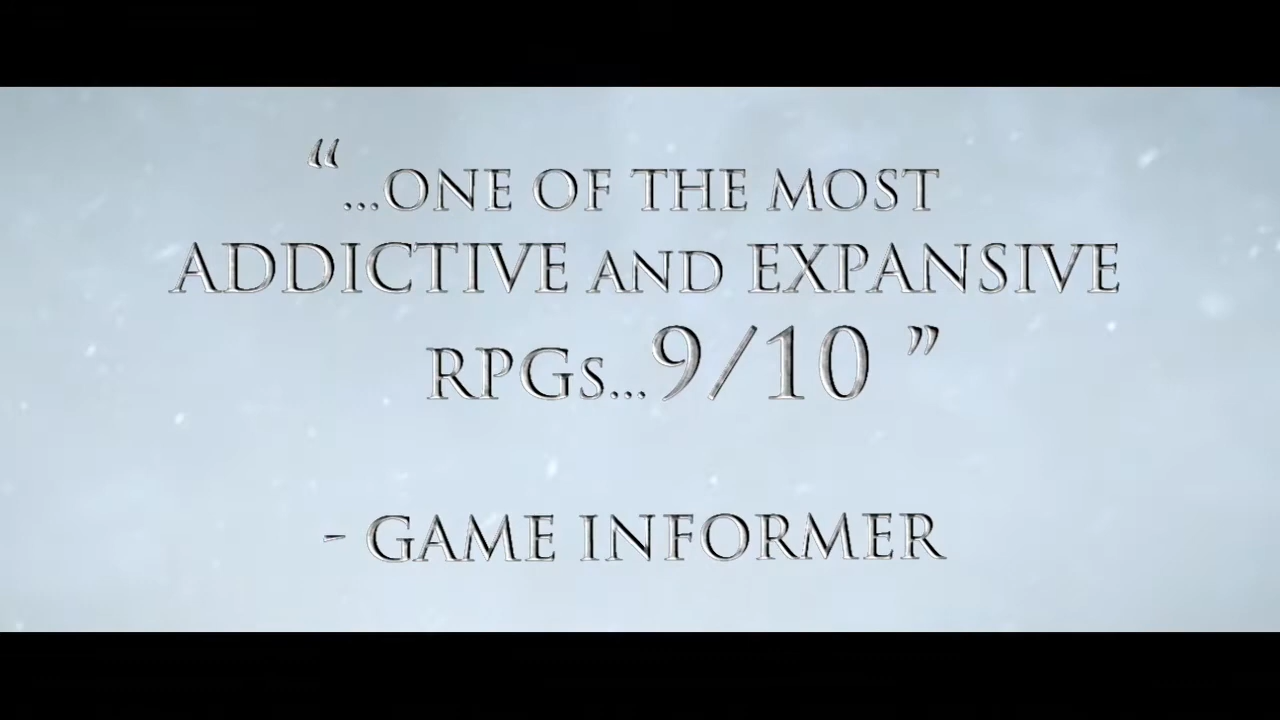 “...ONE OF THE MOST
ADDICTIVE AND EXPANSIVE
RPGs...9/10 ”
- GAME INFORMER